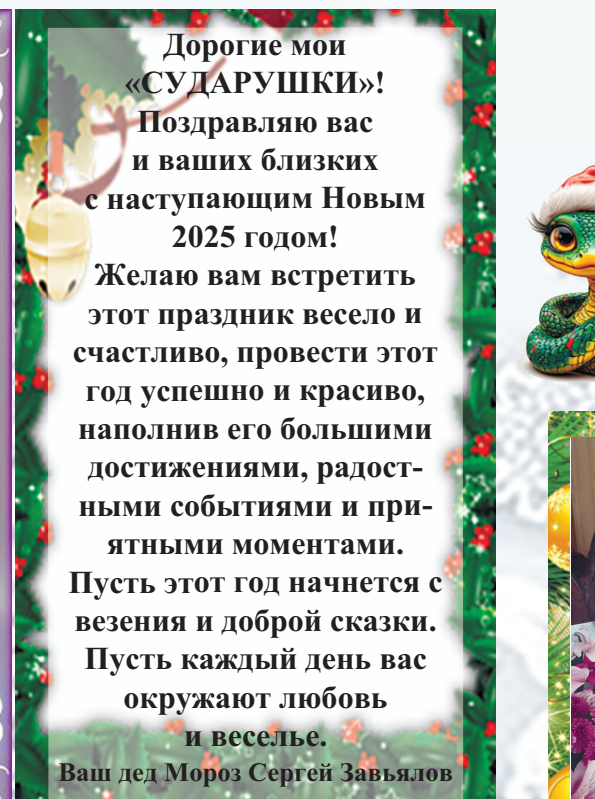 Дорогие мои
«СУДАРУШКИ»!
Поздравляю вас
и ваших близких
с наступающим Новым
2025 годом!
Желаю вам встретить
этот праздник весело и
счастливо, провести этот
год успешно и красиво,
наполнив его большими
достижениями, радост-
ными событиями и при-
ятными моментами.
Пусть этот год начнется с
везения и доброй сказки.
Пусть каждый день вас
окружают любовь
и веселье.
Ваш дед Мороз Сергей Завьялов